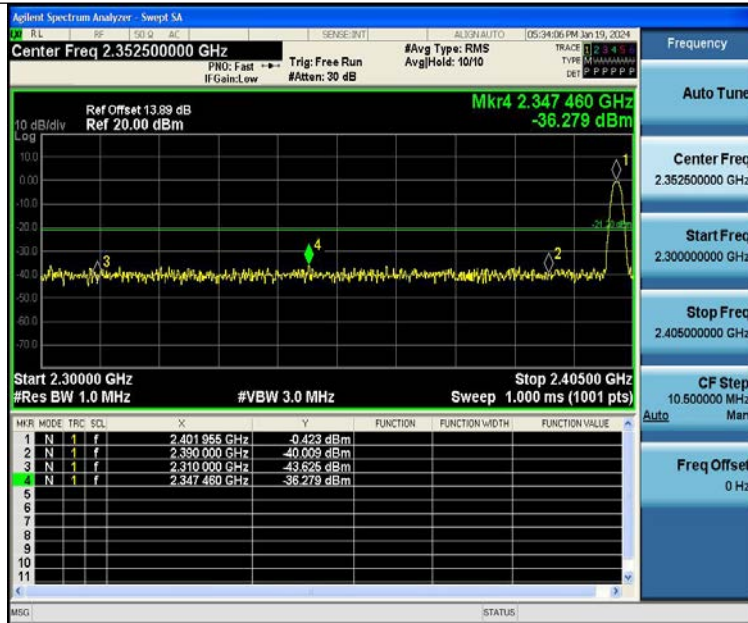 Agilent Spectrum Analyzer - Swept SA
RL RF 50 Ω AC SENSE:INT ALIGNAUTO 05:34:06 PM Jan 19, 2024
Center Freq 2.352500000 GHz
PNO: Fast
IFGain:Low
Trig: Free Run
#Atten: 30 dB
#Avg Type: RMS
Avg|Hold: 10/10
TRACE 1 2 3 4 5 6
TYPE M
DET P P P P P
Ref Offset 13.89 dB
10 dB/div Ref 20.00 dBm
Log
Mkr4 2.347 460 GHz
-36.279 dBm
10.0
0.00
-10.0
-20.0
-30.0
-40.0
-50.0
-60.0
-70.0
1
-21.20 dBm
4
2
3
Start 2.30000 GHz Stop 2.40500 GHz
#Res BW 1.0 MHz #VBW 3.0 MHz Sweep 1.000 ms (1001 pts)
MKR MODE TRC SCL X Y FUNCTION FUNCTION WIDTH FUNCTION VALUE
1 N 1 f 2.401 955 GHz -0.423 dBm
2 N 1 f 2.390 000 GHz -40.009 dBm
3 N 1 f 2.310 000 GHz -43.625 dBm
4 N 1 f 2.347 460 GHz -36.279 dBm
5
6
7
8
9
10
11
MSG STATUS
Frequency
Auto Tune
Center Freq
2.352500000 GHz
Start Freq
2.300000000 GHz
Stop Freq
2.405000000 GHz
CF Step
10.500000 MHz
Auto Man
Freq Offset
0 Hz